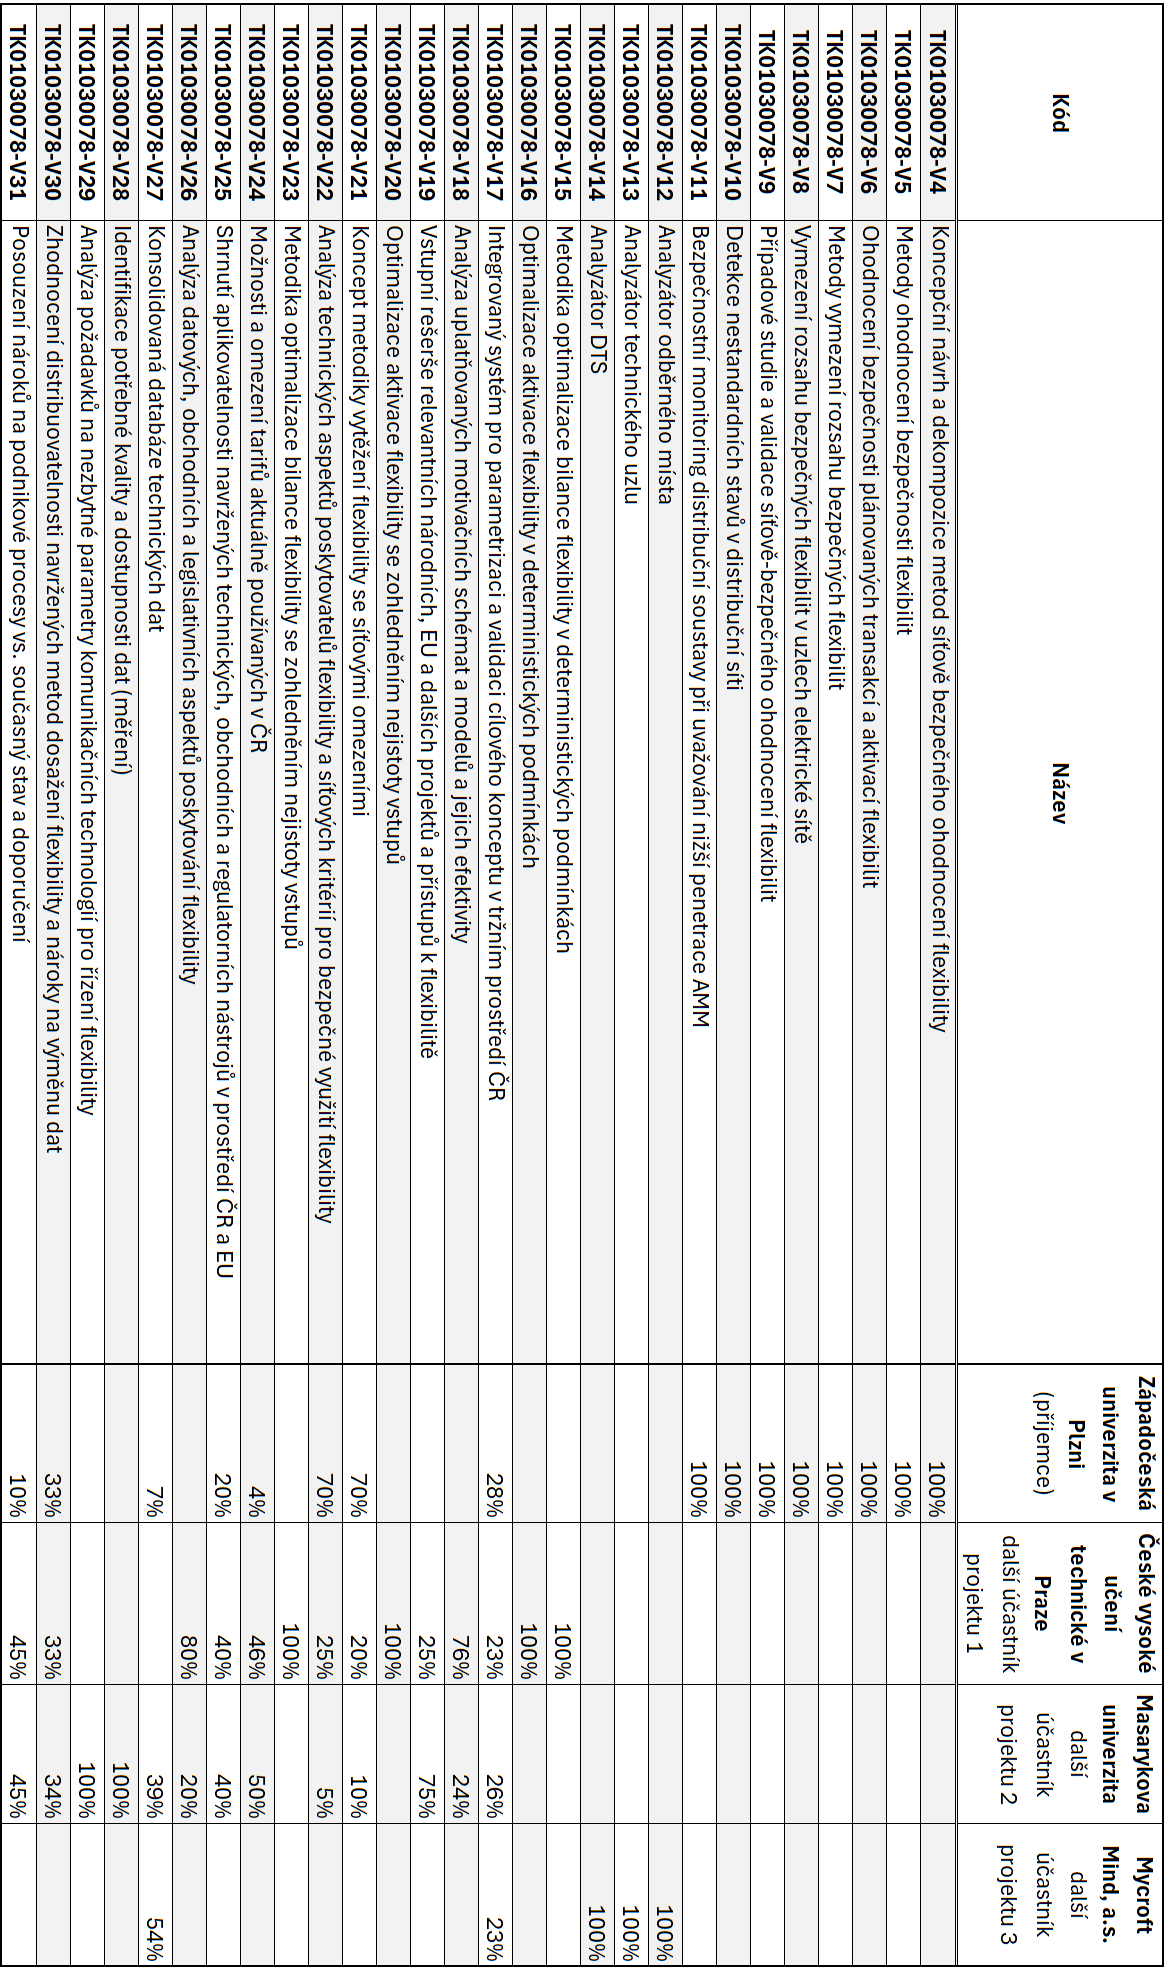 Kód Název Západočeská univerzita v Plzni (příjemce) České vysoké učení technické v Praze další účastník projektu 1 Masarykova univerzita další účastník projektu 2 Mycroft Mind, a.s. další účastník projektu 3
TK01030078-V4 Koncepční návrh a dekompozice metod síťově bezpečného ohodnocení flexibility 100%
TK01030078-V5 Metody ohodnocení bezpečnosti flexibilit 100%
TK01030078-V6 Ohodnocení bezpečnosti plánovaných transakcí a aktivací flexibilit 100%
TK01030078-V7 Metody vymezení rozsahu bezpečných flexibilit 100%
TK01030078-V8 Vymezení rozsahu bezpečných flexibilit v uzlech elektrické sítě 100%
TK01030078-V9 Případové studie a validace síťově-bezpečného ohodnocení flexibilit 100%
TK01030078-V10 Detekce nestandardních stavů v distribuční síti 100%
TK01030078-V11 Bezpečnostní monitoring distribuční soustavy při uvažování nižší penetrace AMM 100%
TK01030078-V12 Analyzátor odběrného místa 100%
TK01030078-V13 Analyzátor technického uzlu 100%
TK01030078-V14 Analyzátor DTS 100%
TK01030078-V15 Metodika optimalizace bilance flexibility v deterministických podmínkách 100%
TK01030078-V16 Optimalizace aktivace flexibility v deterministických podmínkách 100%
TK01030078-V17 Integrovaný systém pro parametrizaci a validaci cílového konceptu v tržním prostředí ČR 28% 23% 26% 23%
TK01030078-V18 Analýza uplatňovaných motivačních schémat a modelů a jejich efektivity 76% 24%
TK01030078-V19 Vstupní rešerše relevantních národních, EU a dalších projektů a přístupů k flexibilitě 25% 75%
TK01030078-V20 Optimalizace aktivace flexibility se zohledněním nejistoty vstupů 100%
TK01030078-V21 Koncept metodiky vytěžení flexibility se síťovými omezeními 70% 20% 10%
TK01030078-V22 Analýza technických aspektů poskytovatelů flexibility a síťových kritérií pro bezpečné využití flexibility 70% 25% 5%
TK01030078-V23 Metodika optimalizace bilance flexibility se zohledněním nejistoty vstupů 100%
TK01030078-V24 Možnosti a omezení tarifů aktuálně používaných v ČR 4% 46% 50%
TK01030078-V25 Shrnutí aplikovatelnosti navržených technických, obchodních a regulatorních nástrojů v prostředí ČR a EU 20% 40% 40%
TK01030078-V26 Analýza datových, obchodních a legislativních aspektů poskytování flexibility 80% 20%
TK01030078-V27 Konsolidovaná databáze technických dat 7% 39% 54%
TK01030078-V28 Identifikace potřebné kvality a dostupnosti dat (měření) 100%
TK01030078-V29 Analýza požadavků na nezbytné parametry komunikačních technologií pro řízení flexibility 100%
TK01030078-V30 Zhodnocení distribuovatelnosti navržených metod dosažení flexibility a nároky na výměnu dat 33% 33% 34%
TK01030078-V31 Posouzení nároků na podnikové procesy vs. současný stav a doporučení 10% 45% 45%